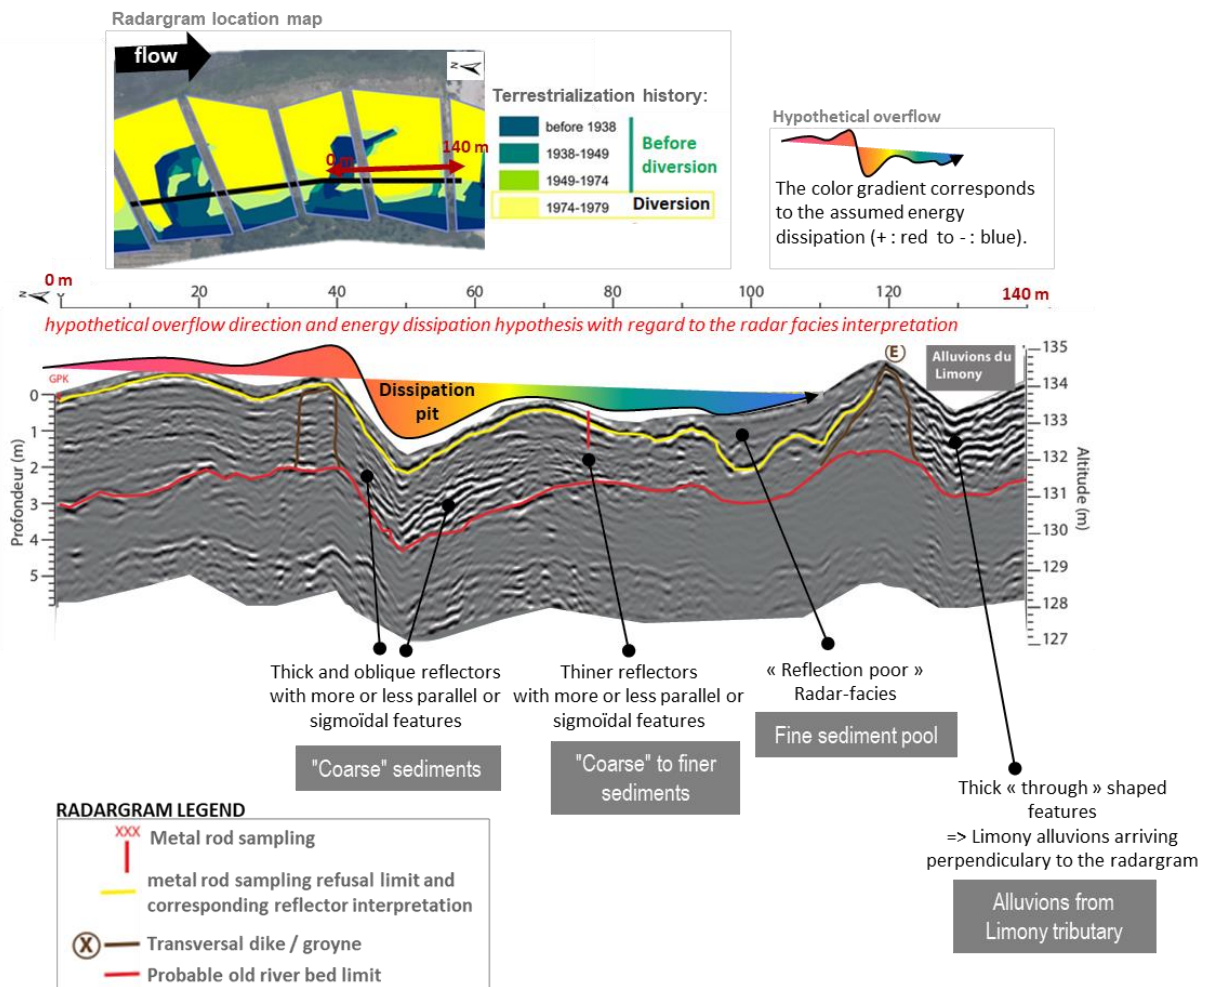 Radargram location map
flow
N
0 m
140 m
Terrestrialization history:
before 1938
1938-1949
1949-1974
1974-1979
Before
diversion
Diversion
Hypothetical overflow
The color gradient corresponds
to the assumed energy
dissipation (+ : red to - : blue).
N
0 m
20
40
60
80
100
120
140 m
hypothetical overflow direction and energy dissipation hypothesis with regard to the radar facies interpretation
GPK
Dissipation
pit
E
Alluvions du
Limony
Profondeur (m)
0
1
2
3
4
5
Altitude (m)
135
134
133
132
131
130
129
128
127
Thick and oblique reflectors
with more or less parallel or
sigmoïdal features
"Coarse" sediments
Thiner reflectors
with more or less parallel or
sigmoïdal features
"Coarse" to finer
sediments
« Reflection poor »
Radar-facies
Fine sediment pool
Thick « through » shaped
features
=> Limony alluvions arriving
perpendiculary to the radargram
Alluvions from
Limony tributary
RADARGRAM LEGEND
XXX
Metal rod sampling
metal rod sampling refusal limit and
corresponding reflector interpretation
X
Transversal dike / groyne
Probable old river bed limit